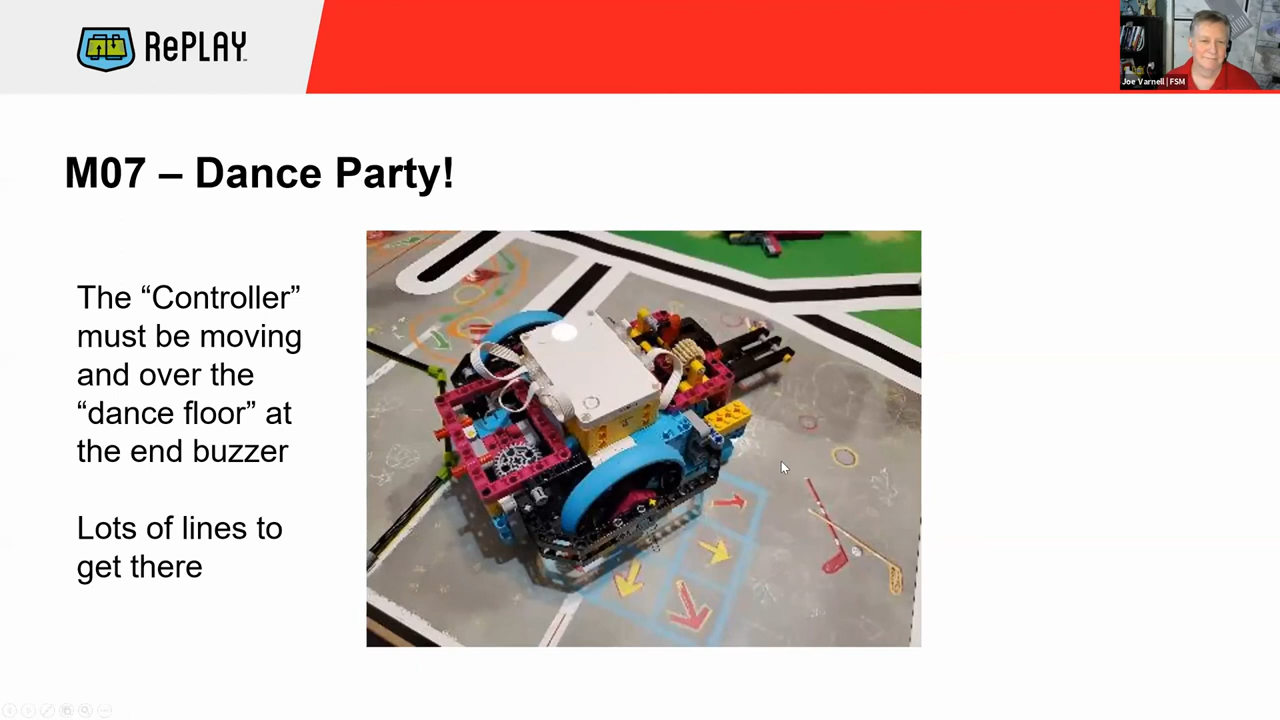 RePLAY
Joe Varnell | FSM
M07 – Dance Party!
The “Controller”
must be moving
and over the
“dance floor” at
the end buzzer
Lots of lines to
get there